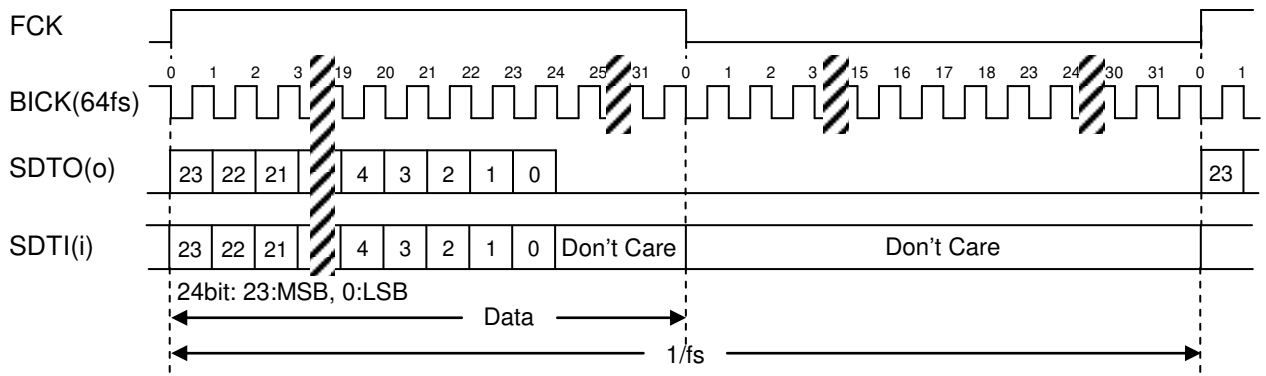 FCK
0 1 2 3 19 20 21 22 23 24 25 31 0 1 2 3 15 16 17 18 23 24 30 31 0 1
BICK(64fs)
SDTO(o) 23 22 21 4 3 2 1 0 23
SDTI(i) 23 22 21 4 3 2 1 0 Don't Care Don't Care
24bit: 23:MSB, 0:LSB
Data
1/fs